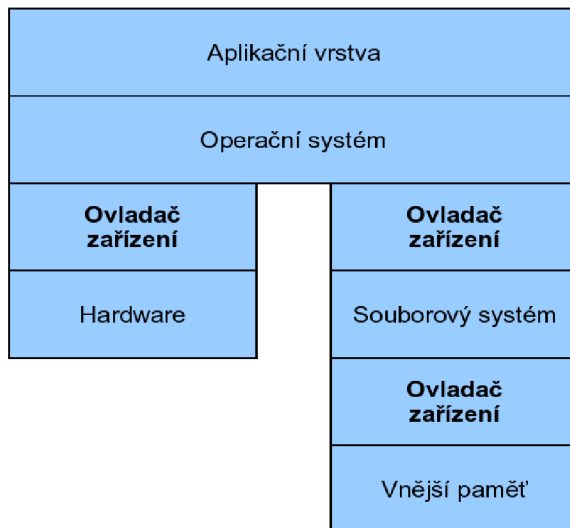 Aplikační vrstva
Operační systém
Ovladač
zařízení
Ovladač
zařízení
Hardware
Souborový systém
Ovladač
zařízení
Vnější paměť